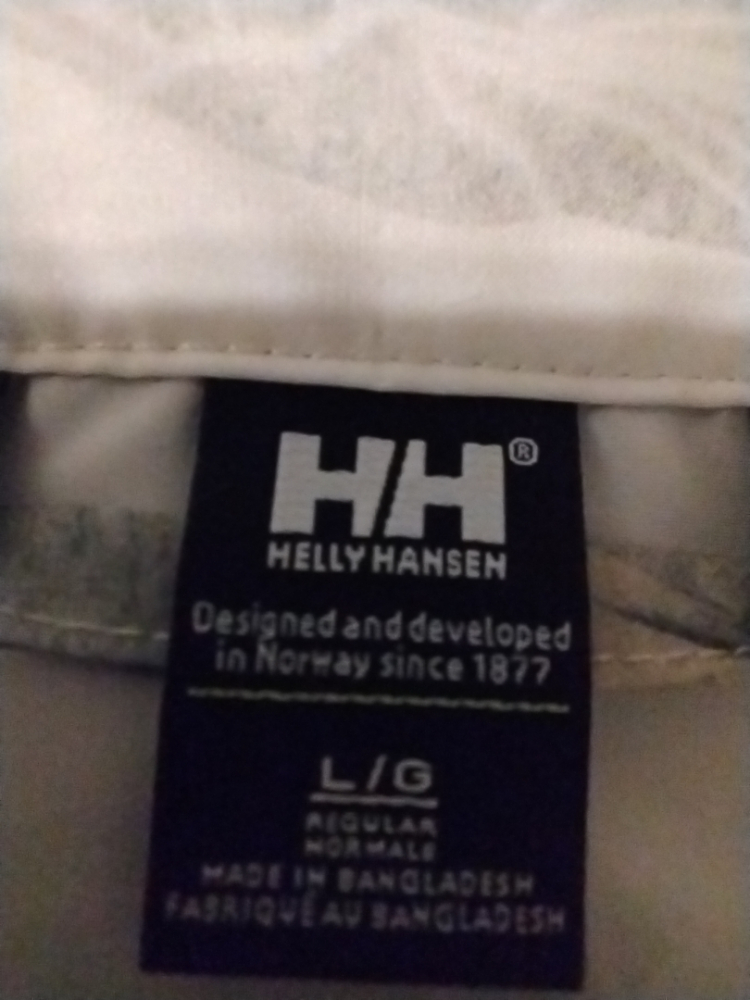 HH®
HELLY HANSEN
Designed and developed
in Norway since 1877
L/G
REGULAR
NORMALE
MADE IN BANGLADESH
FABRIQUÉ AU BANGLADESH